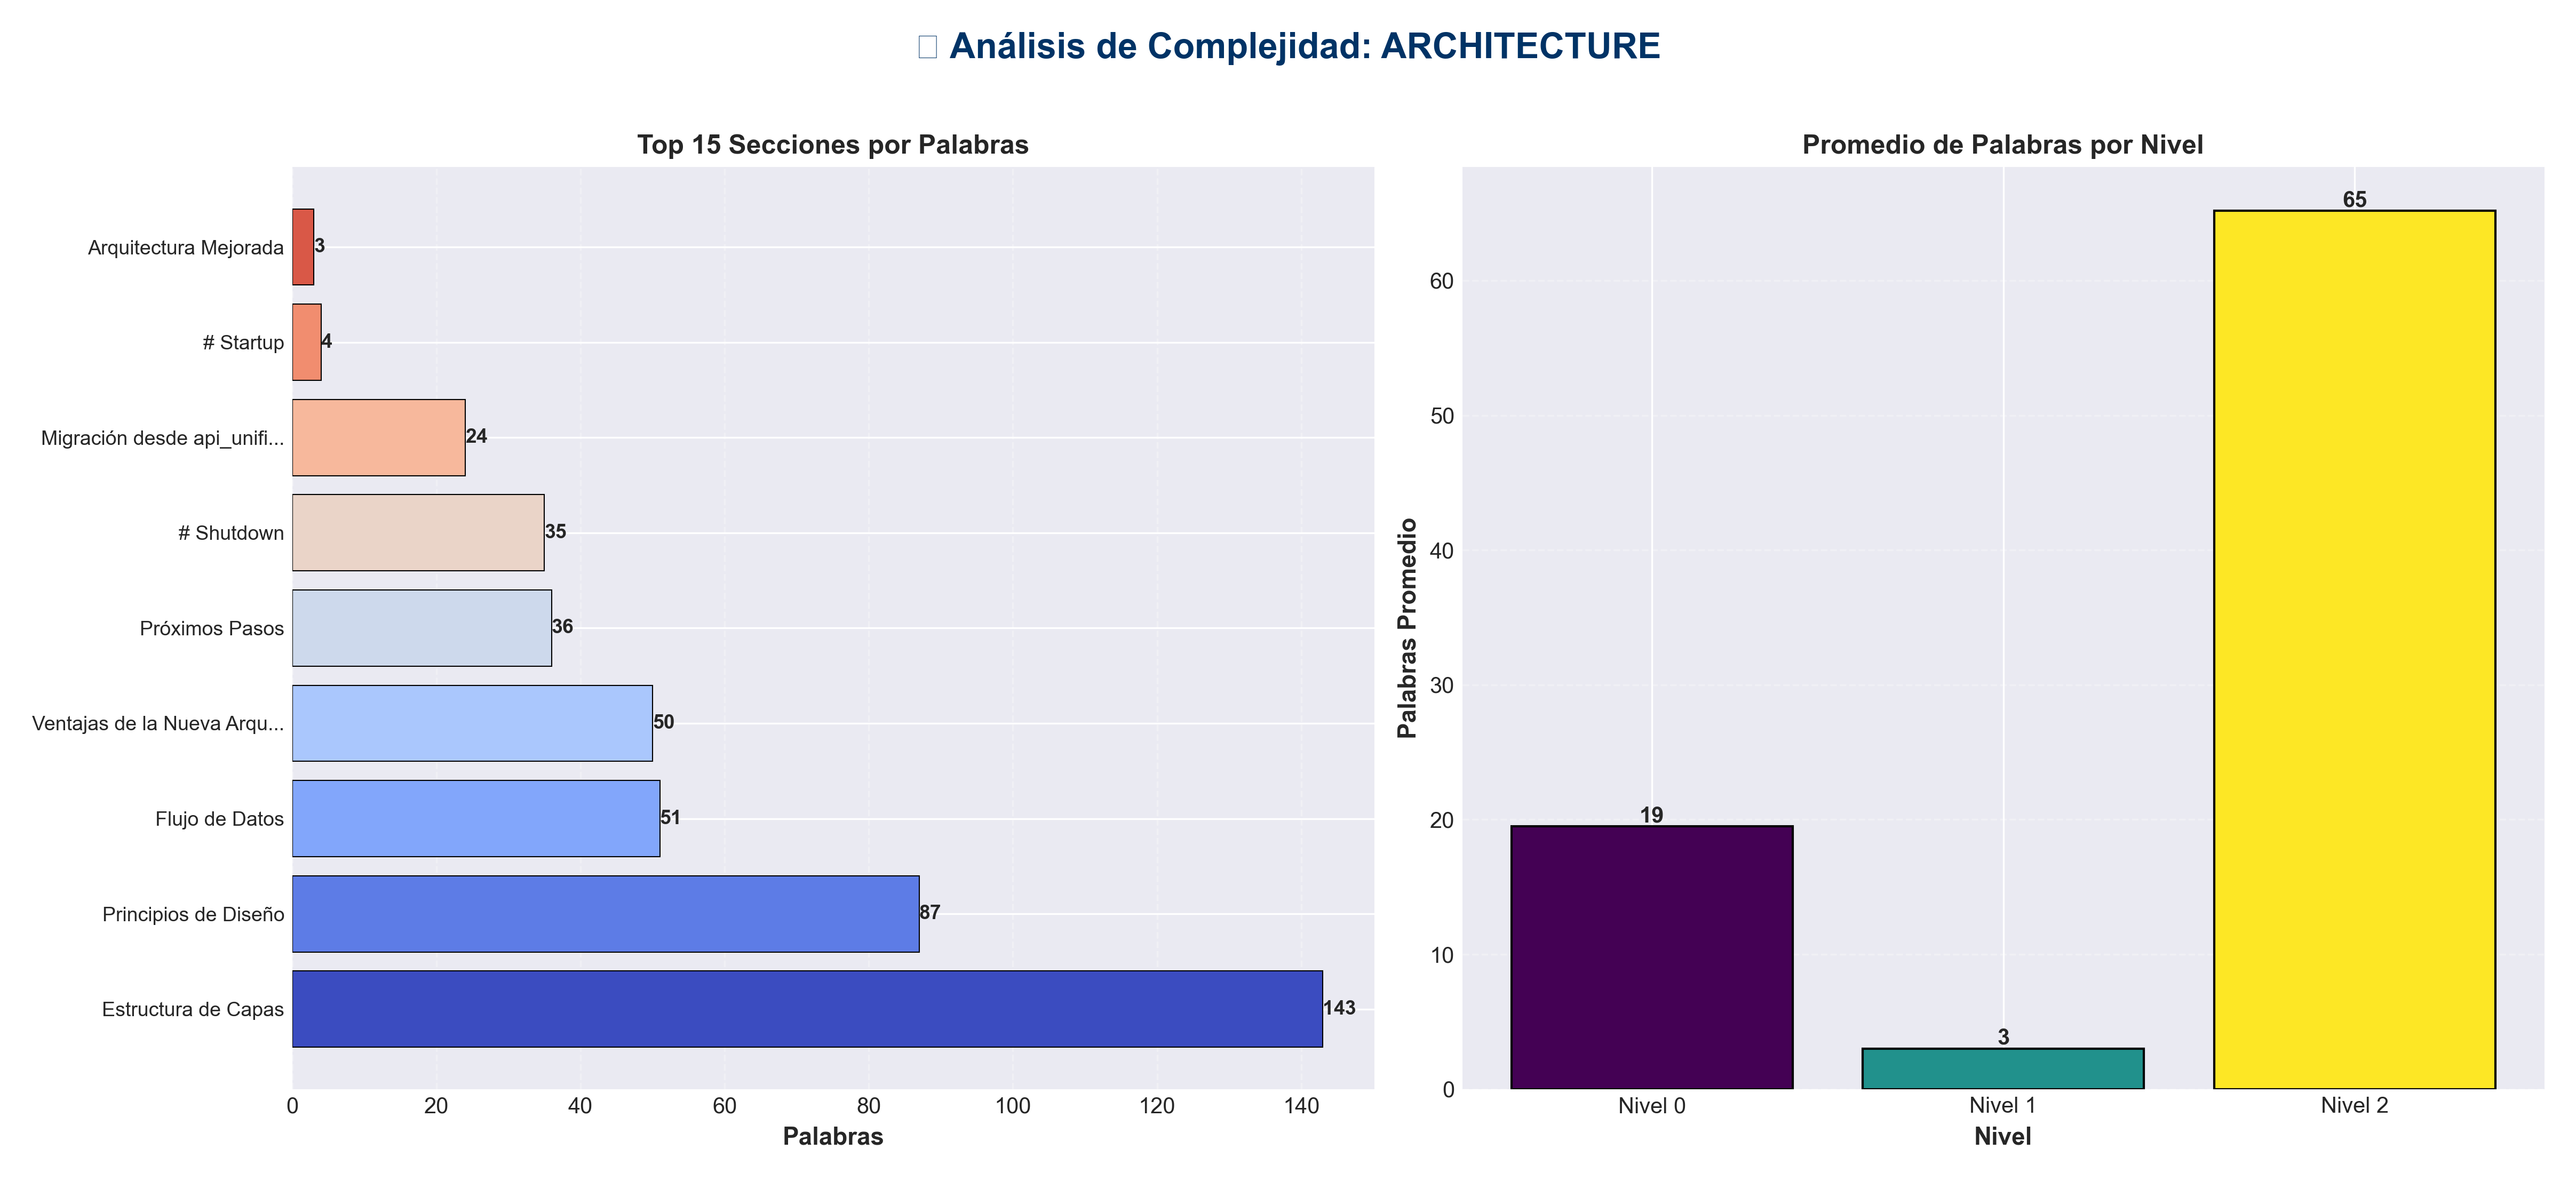 Análisis de Complejidad: ARCHITECTURE
Top 15 Secciones por Palabras
Arquitectura Mejorada
3
# Startup
4
Migración desde api_unifi...
24
# Shutdown
35
Próximos Pasos
36
Ventajas de la Nueva Arqu...
50
Flujo de Datos
51
Principios de Diseño
87
Estructura de Capas
143
0 20 40 60 80 100 120 140
Palabras
Promedio de Palabras por Nivel
Palabras Promedio
60
50
40
30
20
10
0
19
3
65
Nivel 0 Nivel 1 Nivel 2
Nivel